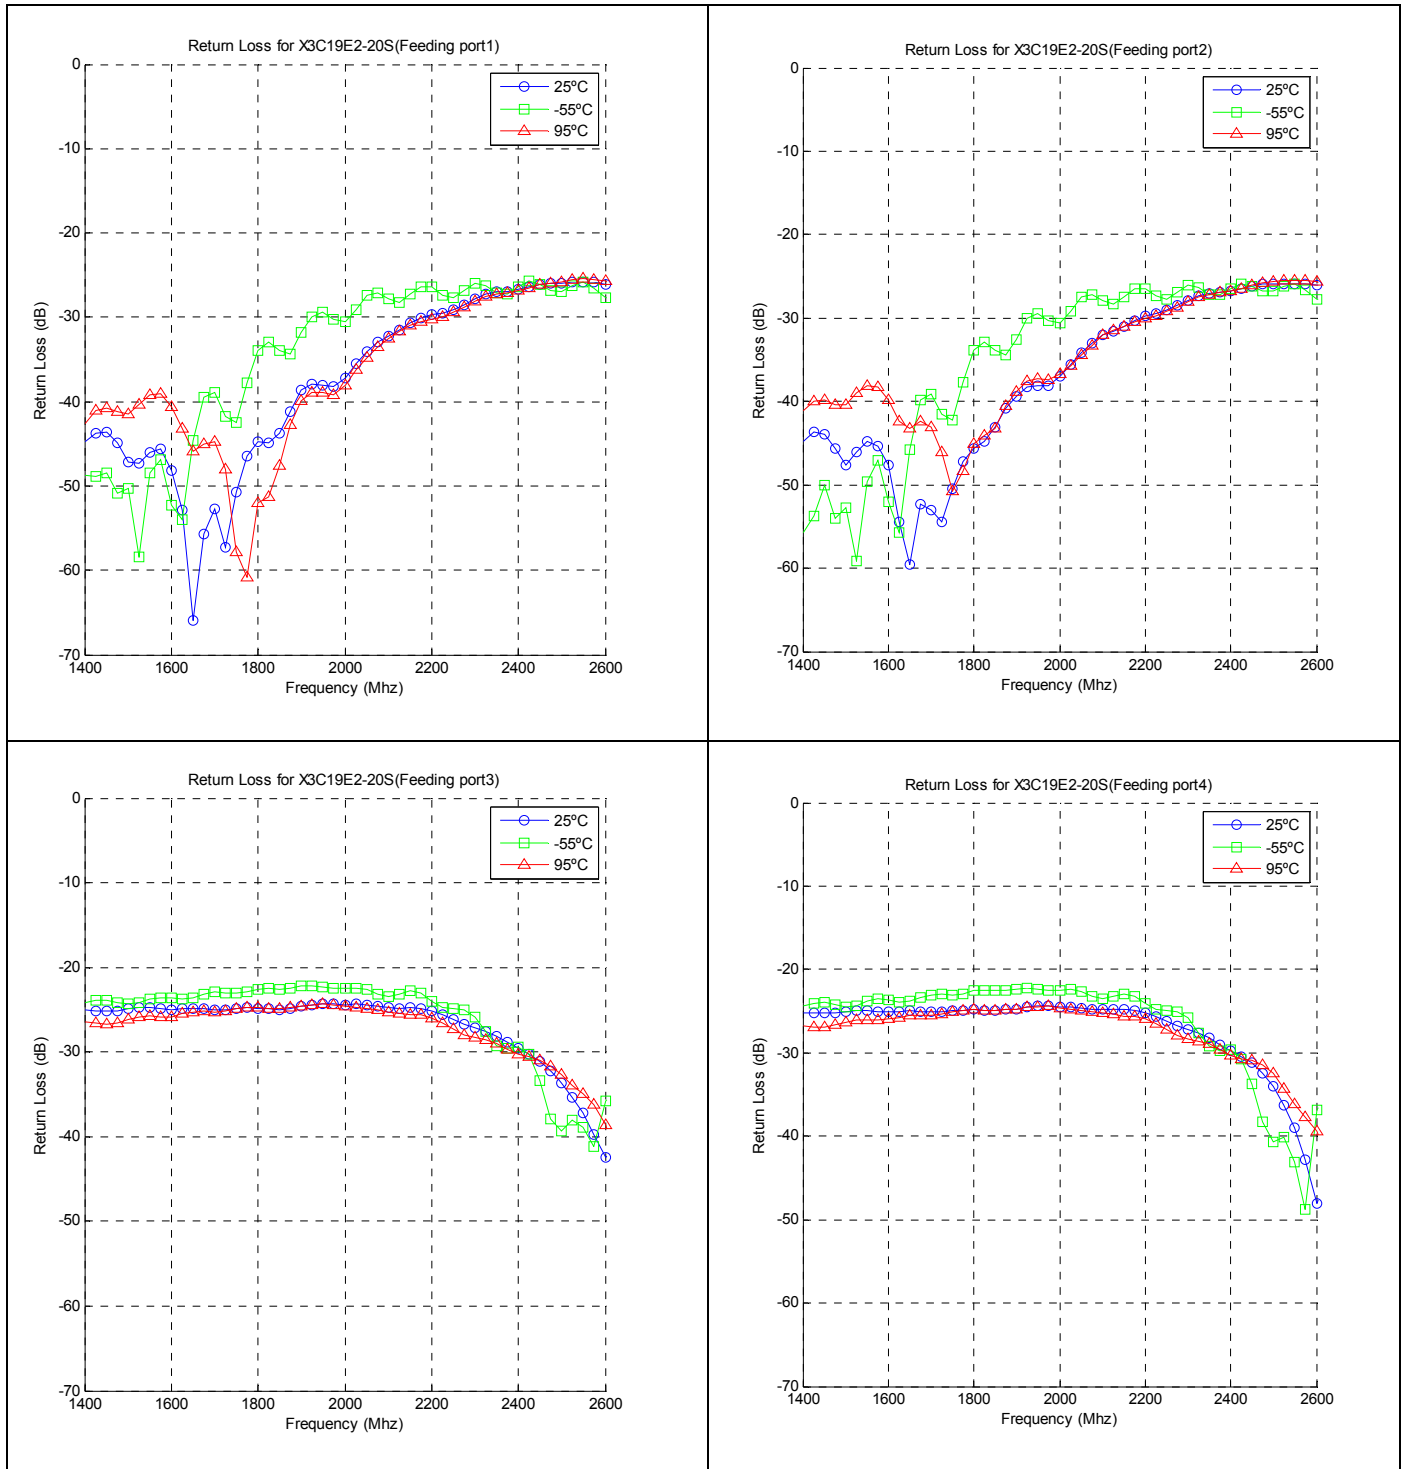 Return Loss for X3C19E2-20S(Feeding port1)
0
-10
-20
-30
-40
-50
-60
-70
Return Loss (dB)
25ºC
-55ºC
95ºC
1400 1600 1800 2000 2200 2400 2600
Frequency (Mhz)
Return Loss for X3C19E2-20S(Feeding port2)
0
-10
-20
-30
-40
-50
-60
-70
Return Loss (dB)
25ºC
-55ºC
95ºC
1400 1600 1800 2000 2200 2400 2600
Frequency (Mhz)
Return Loss for X3C19E2-20S(Feeding port3)
0
-10
-20
-30
-40
-50
-60
-70
Return Loss (dB)
25ºC
-55ºC
95ºC
1400 1600 1800 2000 2200 2400 2600
Frequency (Mhz)
Return Loss for X3C19E2-20S(Feeding port4)
0
-10
-20
-30
-40
-50
-60
-70
Return Loss (dB)
25ºC
-55ºC
95ºC
1400 1600 1800 2000 2200 2400 2600
Frequency (Mhz)